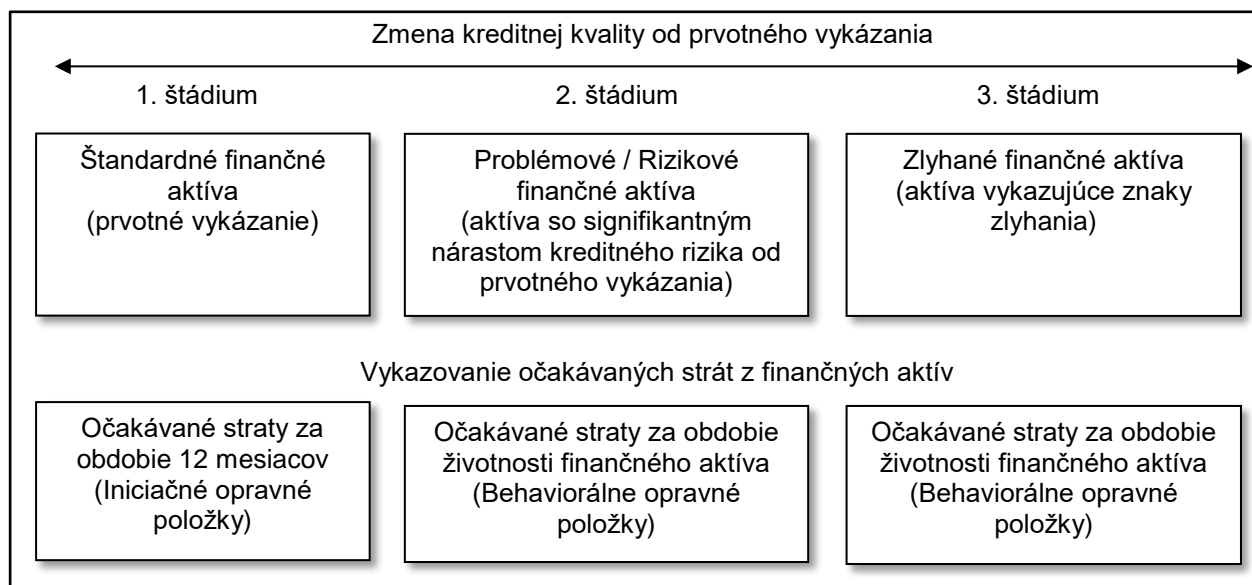 Zmena kreditnej kvality od prvotného vykázania
1. štádium
2. štádium
3. štádium
Štandardné finančné
aktíva
(prvotné vykázanie)
Problémové / Rizikové
finančné aktíva
(aktíva so signifikantným
nárastom kreditného rizika od
prvotného vykázania)
Zlyhané finančné aktíva
(aktíva vykazujúce znaky
zlyhania)
Vykazovanie očakávaných strát z finančných aktív
Očakávané straty za
obdobie 12 mesiacov
(Iniciačné opravné
položky)
Očakávané straty za obdobie
životnosti finančného aktíva
(Behaviorálne opravné
položky)
Očakávané straty za obdobie
životnosti finančného aktíva
(Behaviorálne opravné
položky)